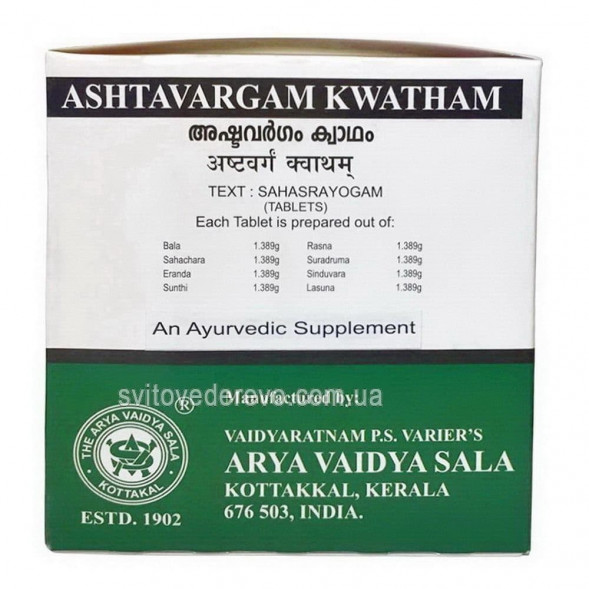 ASHTAVARGAM KWATHAM
അഷ്ടവർഗം ക്വാഥം
अष्टवर्गं क्वाथम्
TEXT : SAHASRAYOGAM
(TABLETS)
Each Tablet is prepared out of:
Bala 1.389g Rasna 1.389g
Sahachara 1.389g Suradruma 1.389g
Eranda 1.389g Sinduvara 1.389g
Sunthi 1.389g Lasuna 1.389g
An Ayurvedic Supplement
svitovederevo.com.ua
Manufactured by:
THE ARYA VAIDYA SALA
KOTTAKAL
®
ESTD. 1902
VAIDYARATNAM P.S. VARIER'S
ARYA VAIDYA SALA
KOTTAKKAL, KERALA
676 503, INDIA.